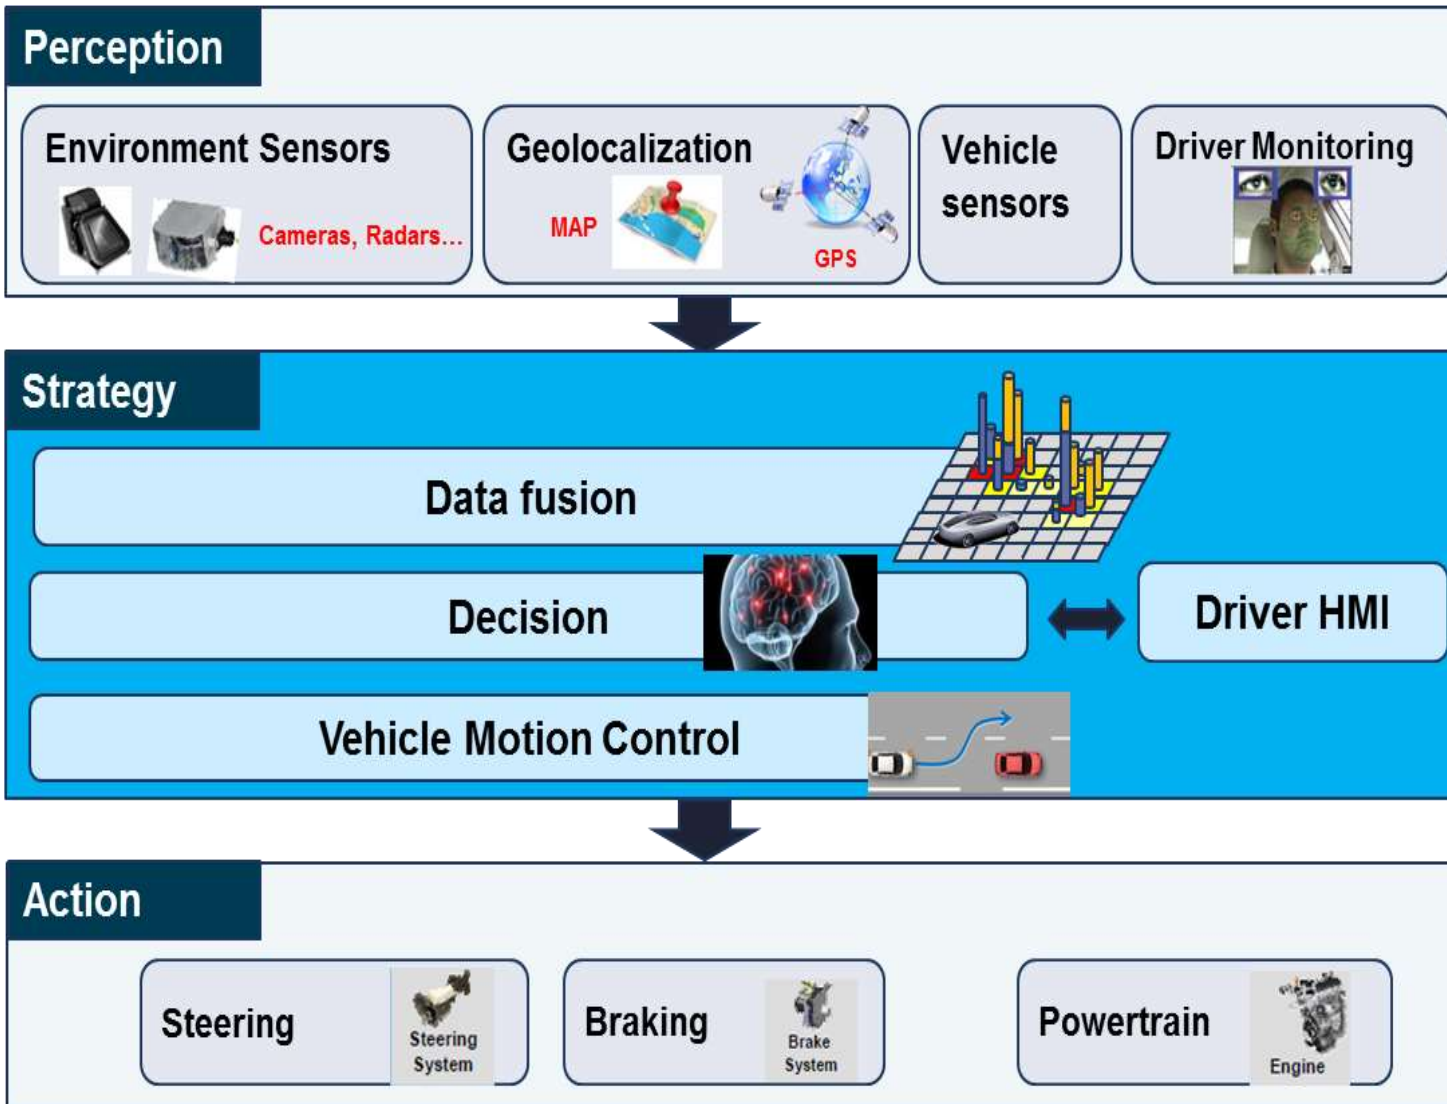 Perception
Environment Sensors
Cameras, Radars...
Geolocalization
MAP
GPS
Vehicle
sensors
Driver Monitoring
Strategy
Data fusion
Decision
Driver HMI
Vehicle Motion Control
Action
Steering
Steering
System
Braking
Brake
System
Powertrain
Engine